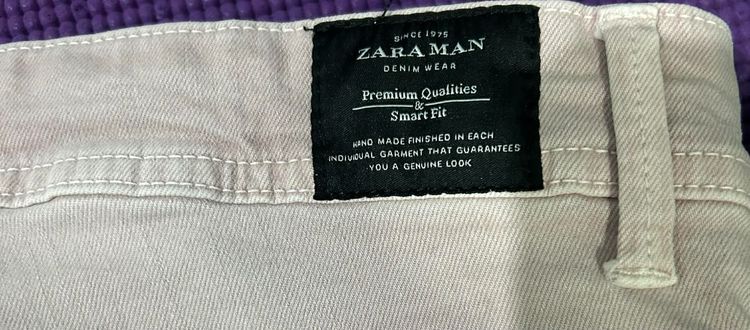 SINCE 1975
ZARA MAN
DENIM WEAR
Premium Qualities
&
Smart Fit
HAND MADE FINISHED IN EACH
INDIVIDUAL GARMENT THAT GUARANTEES
YOU A GENUINE LOOK